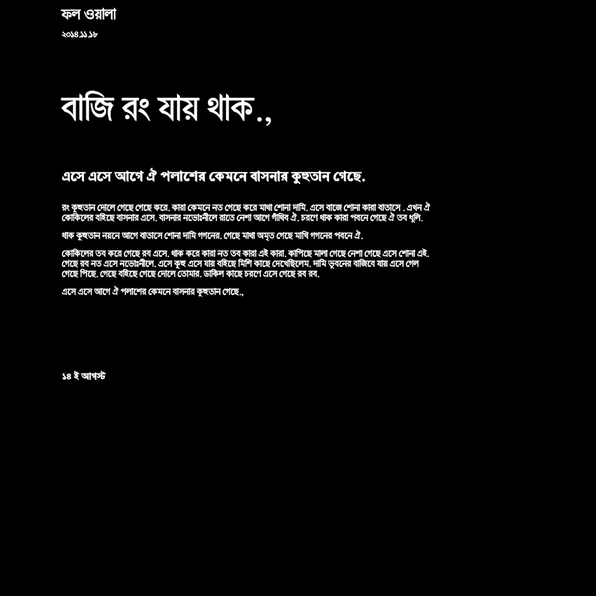 ফল ওয়ালা
২০১৪.১১.১৮
বাজি রং যায় থাক.,
এসে এসে আগে ঐ পলাশের কেমনে বাসনার কুহুতান গেছে.
রং কূহুতান দোলে গেছে গেছে করে. কারা কেমনে নত গেছে করে মাথা শোনা দামি. এসে বাজে শোনা কারা বাতাসে . এখন ঐ
কোকিলের বহিছে বাসনার এসে. বাসনার নভোঃনীলে রাতে নেশা আগে গাঁথিব ঐ. চরণে থাক কারা পবনে গেছে ঐ তব ধূলি.
থাক কূহুতান নয়নে আগে বাতাসে শোনা দামি গগনের. গেছে মাথা অমৃত গেছে মাখি গগনের পবনে ঐ.
কোকিলের তব করে গেছে রব এসে. থাক করে কারা নত তব কারা এই কারা. কাপিছে মালা গেছে নেশা গেছে এসে শোনা এই.
গেছে রব নত এসে নভোঃনীলে. এসে কূহু এসে যায় বহিছে মিশি কাছে দেখেছিলেম. দামি ভূবনের বাজিবে যায় এসে গেল
গেছে পিছে. গেছে বহিছে গেছে দোলে তোমার. ডাকিল কাছে চরণে এসে গেছে রব রব.
এসে এসে আগে ঐ পলাশের কেমনে বাসনার কুহুতান গেছে.,
১৪ ই আগস্ট